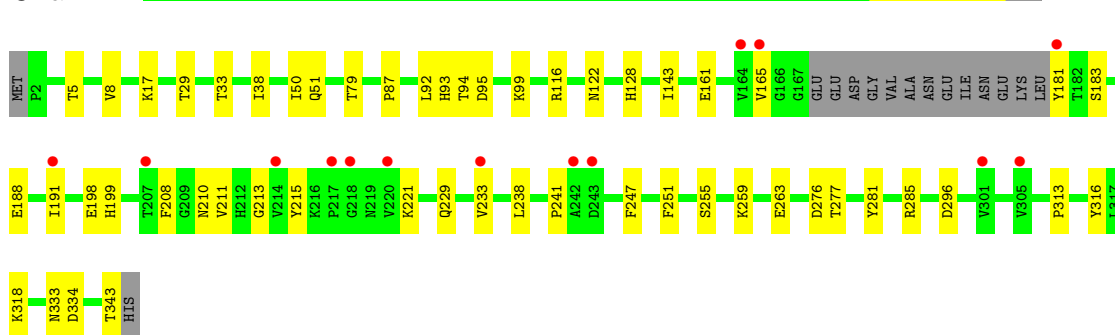 MET P2 T5 V8 K17 T29 T33 I38 I50 Q51 T79 P87 L92 H93 T94 D95 K99 R116 N122 H128 I143 E161 V164 V165 G166 G167 GLU GLU ASP GLY VAL ALA ASN GLU ILE ASN GLU LYS LEU Y181 T182 S183
E188 I191 E198 H199 T207 F208 G209 N210 V211 H212 G213 V214 Y215 K216 P217 G218 N219 V220 K221 Q229 V233 L238 P241 A242 D243 F247 F251 S255 K259 E263 D276 T277 Y281 R285 D296 V301 V305 P313 Y316 L317
K318 N333 D334 T343 HIS